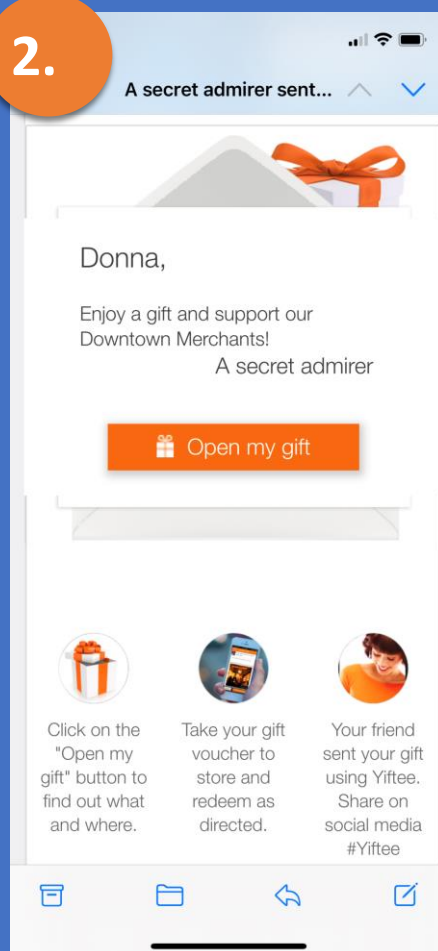 2.
A secret admirer sent...
Donna,
Enjoy a gift and support our
Downtown Merchants!
A secret admirer
Open my gift
Click on the
"Open my
gift" button to
find out what
and where.
Take your gift
voucher to
store and
redeem as
directed.
Your friend
sent your gift
using Yiftee.
Share on
social media
#Yiftee